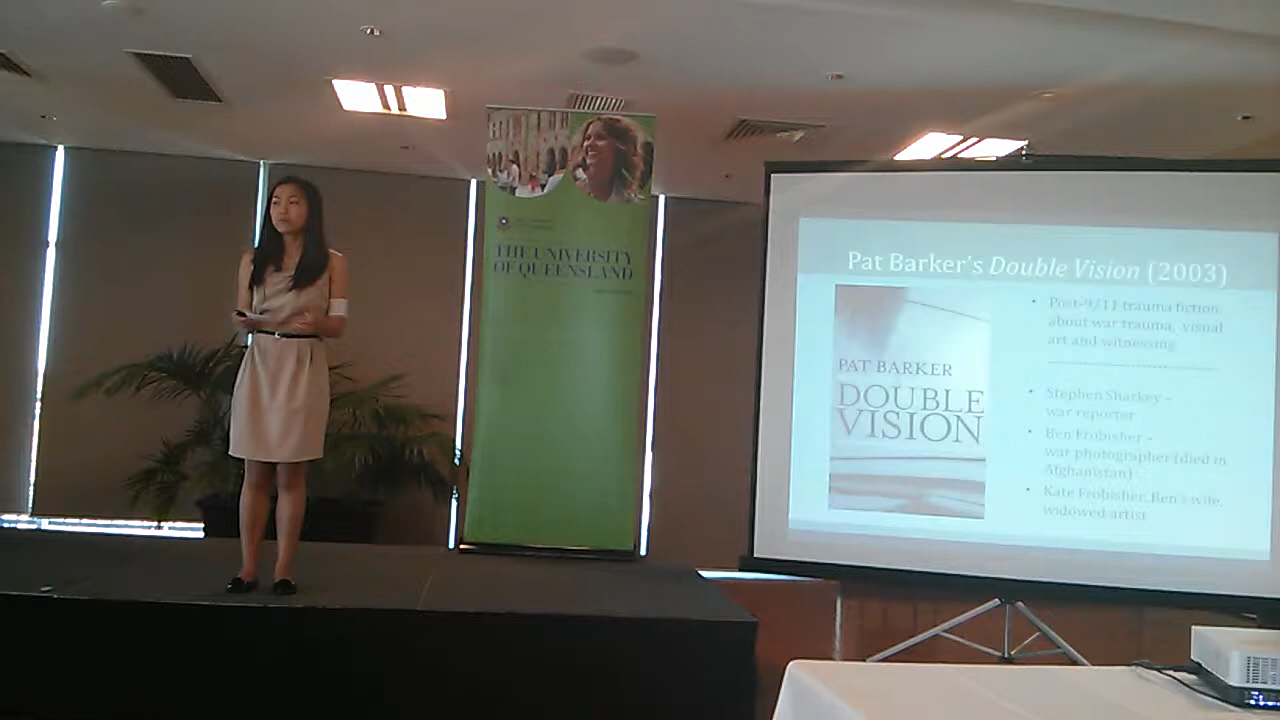 THE UNIVERSITY
OF QUEENSLAND
Pat Barker's Double Vision (2003)
PAT BARKER
DOUBLE
VISION
• Post-9/11 trauma fiction
about war trauma, visual
art and witnessing
• Stephen Sharkey –
war reporter
• Ben Frobisher –
war photographer (died in
Afghanistan)
• Kate Frobisher, Ben's wife,
widowed artist